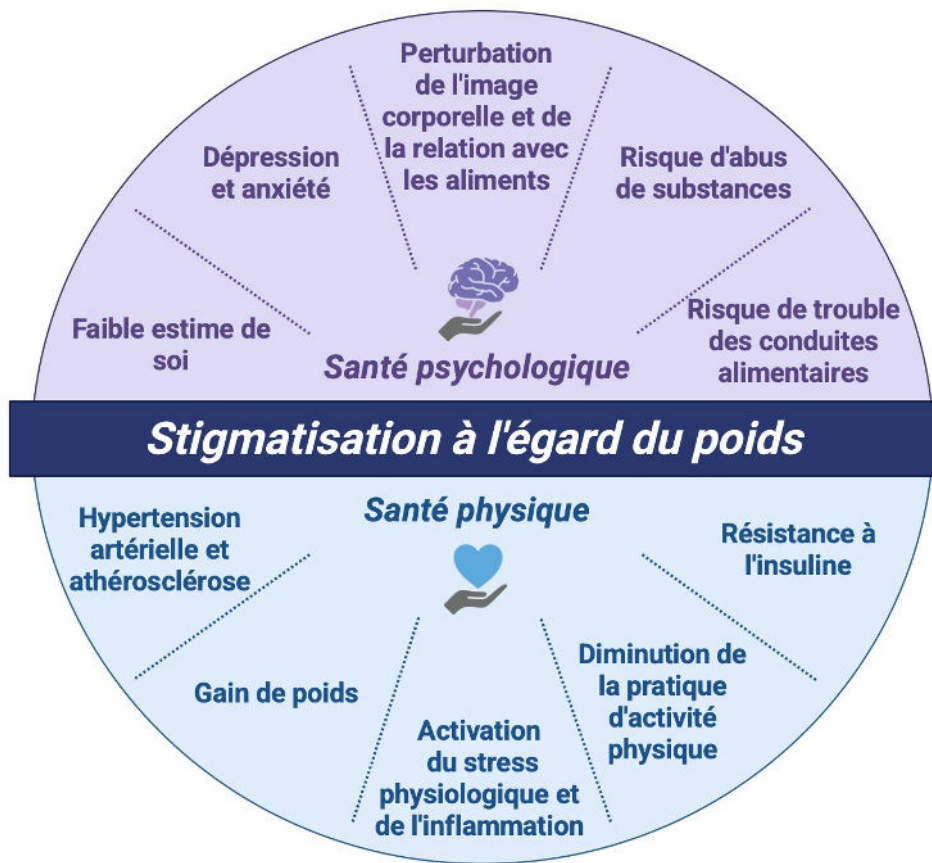 Perturbation
de l'image
corporelle et de
la relation avec
les aliments
Dépression
et anxiété
Risque d'abus
de substances
Faible estime de
soi
Risque de trouble
des conduites
alimentaires
Santé psychologique
Stigmatisation à l'égard du poids
Santé physique
Hypertension
artérielle et
athérosclérose
Résistance à
l'insuline
Gain de poids
Diminution de
la pratique
d'activité
physique
Activation
du stress
physiologique et
de l'inflammation